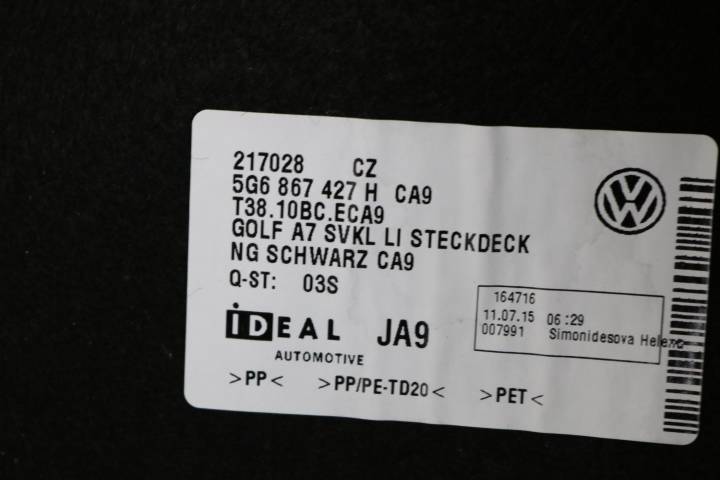 217028 CZ
5G6 867 427 H CA9
T38.10BC.ECA9
GOLF A7 SVKL LI STECKDECK
NG SCHWARZ CA9
Q-ST: 03S
164716
11.07.15 06:29
007991 Simonidesova Helena
IDEAL JA9
AUTOMOTIVE
>PP< >PP/PE-TD20< >PET<
VW